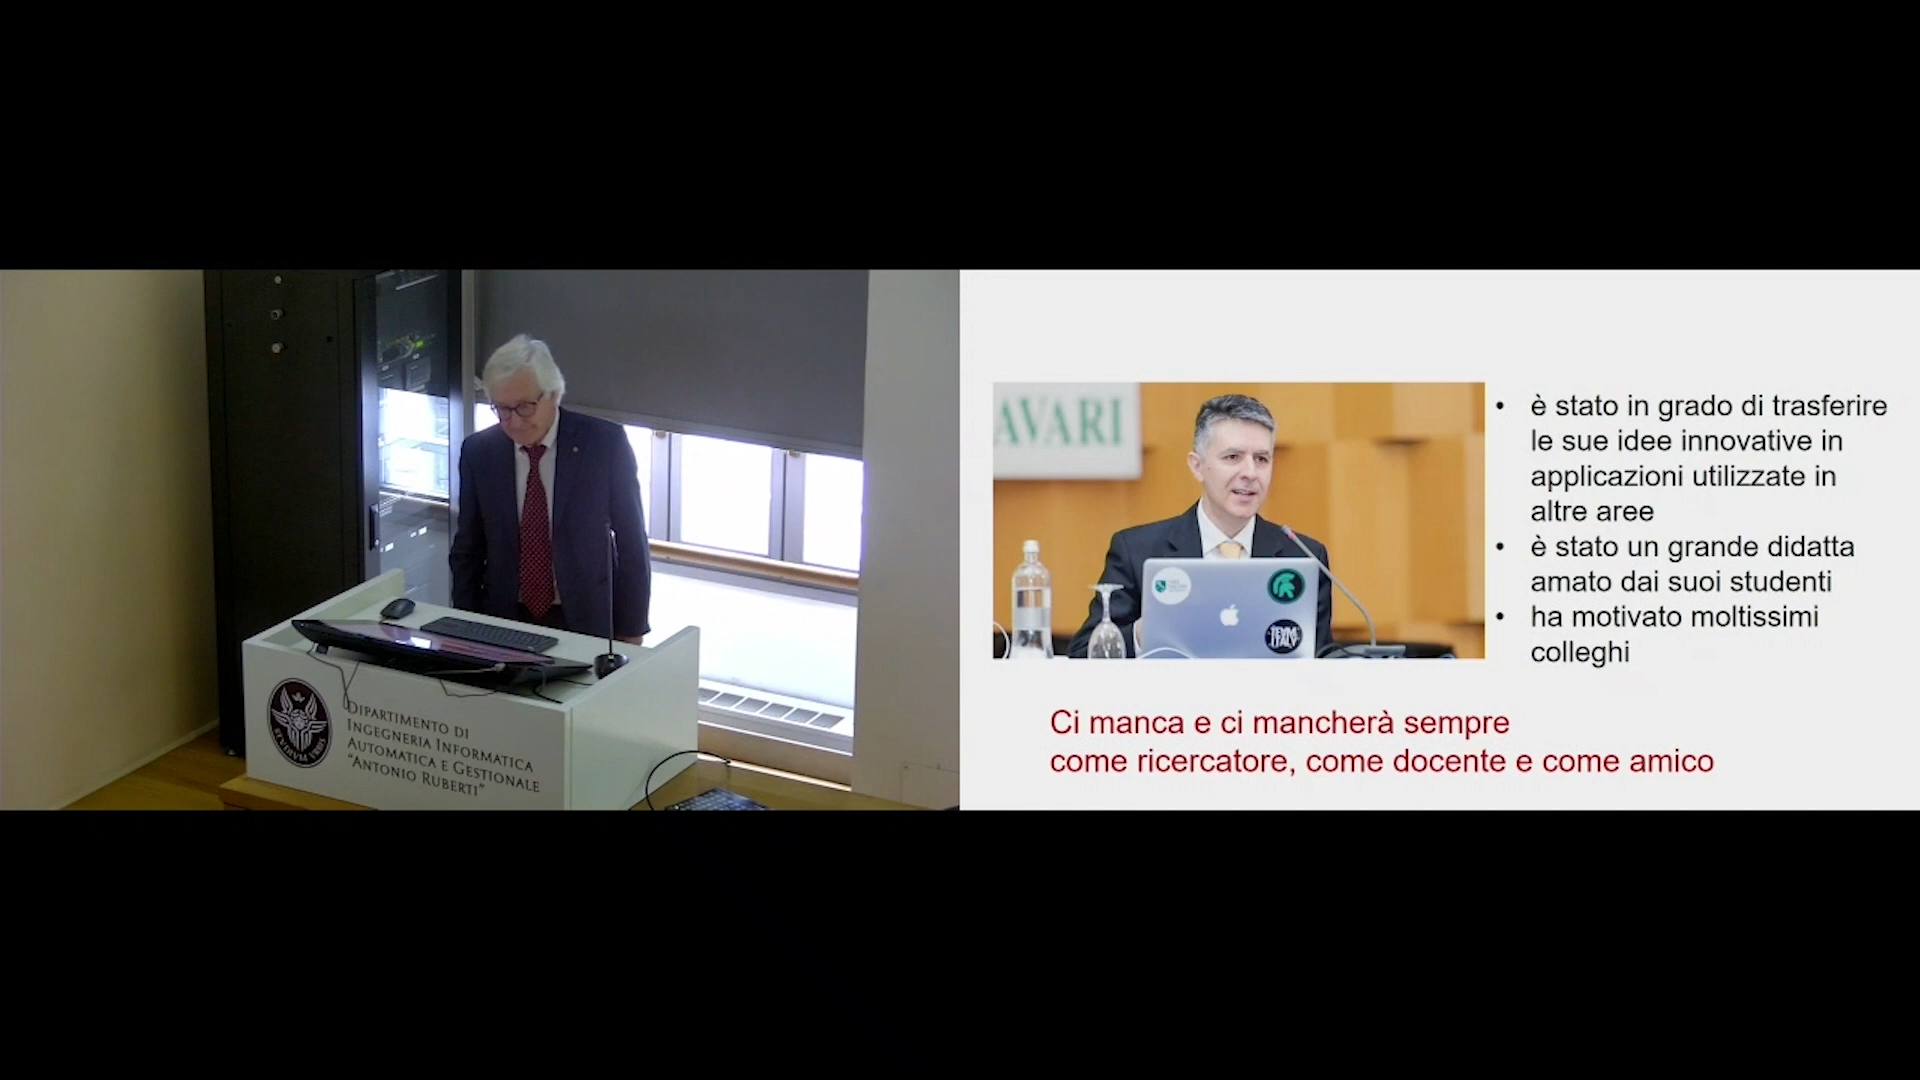 DIPARTIMENTO DI
INGEGNERIA INFORMATICA
AUTOMATICA E GESTIONALE
"ANTONIO RUBERTI"
STVDIVM VRBIS
AVARI
• è stato in grado di trasferire
le sue idee innovative in
applicazioni utilizzate in
altre aree
• è stato un grande didatta
amato dai suoi studenti
• ha motivato moltissimi
colleghi
Ci manca e ci mancherà sempre
come ricercatore, come docente e come amico